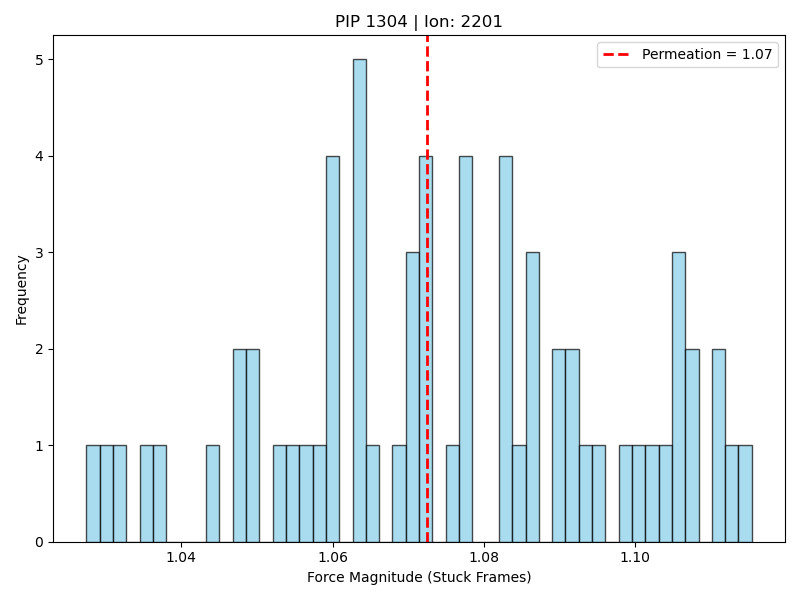 PIP 1304 | Ion: 2201
Permeation = 1.07
5
4
3
2
1
0
Frequency
1.04 1.06 1.08 1.10
Force Magnitude (Stuck Frames)